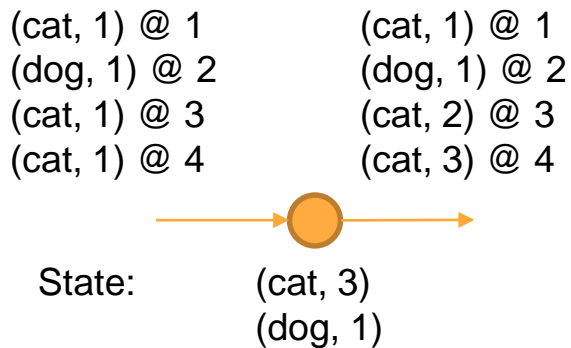 (cat, 1) @ 1
(dog, 1) @ 2
(cat, 1) @ 3
(cat, 1) @ 4
(cat, 1) @ 1
(dog, 1) @ 2
(cat, 2) @ 3
(cat, 3) @ 4
State: (cat, 3)
(dog, 1)